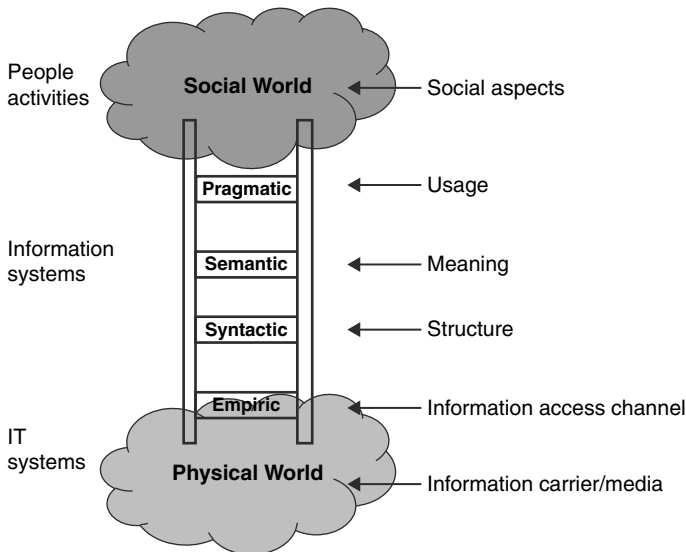 People
activities
Social World
Social aspects
Pragmatic
Usage
Information
systems
Semantic
Meaning
Syntactic
Structure
Empiric
Information access channel
IT
systems
Physical World
Information carrier/media